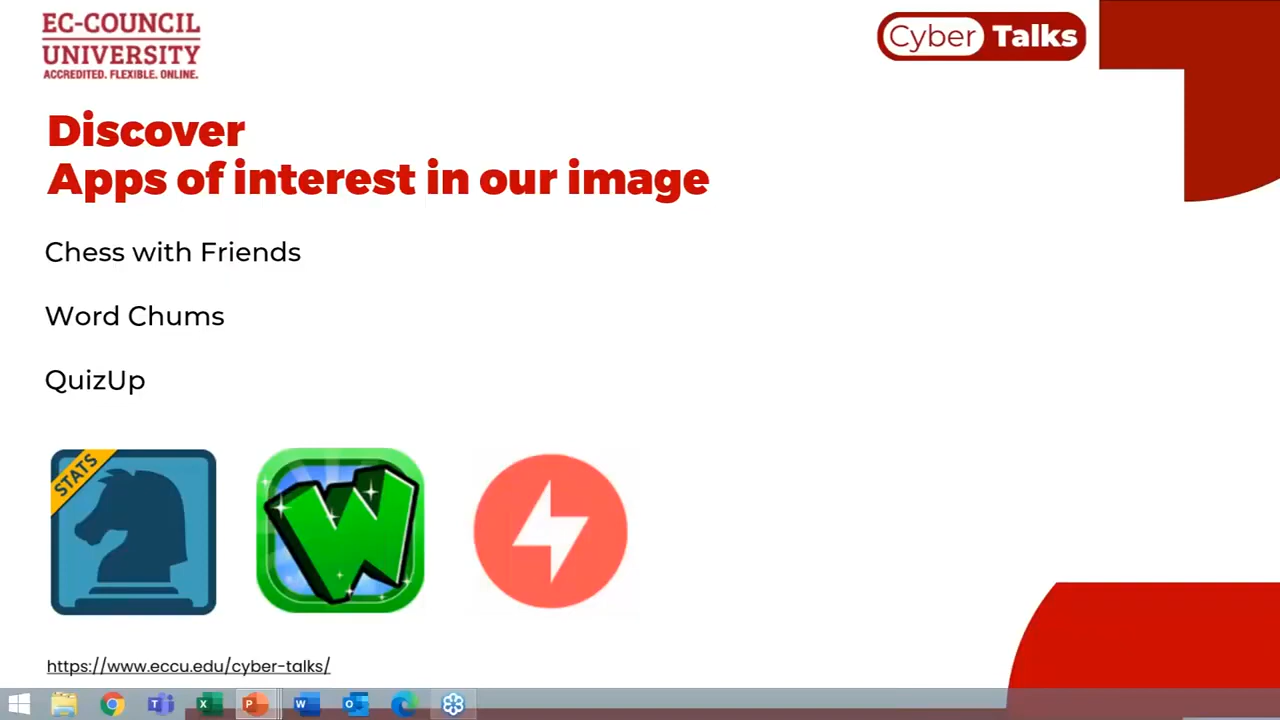 EC-COUNCIL
UNIVERSITY
ACCREDITED. FLEXIBLE. ONLINE.
Cyber Talks
Discover
Apps of interest in our image
Chess with Friends
Word Chums
QuizUp
STATS
W
https://www.eccu.edu/cyber-talks/